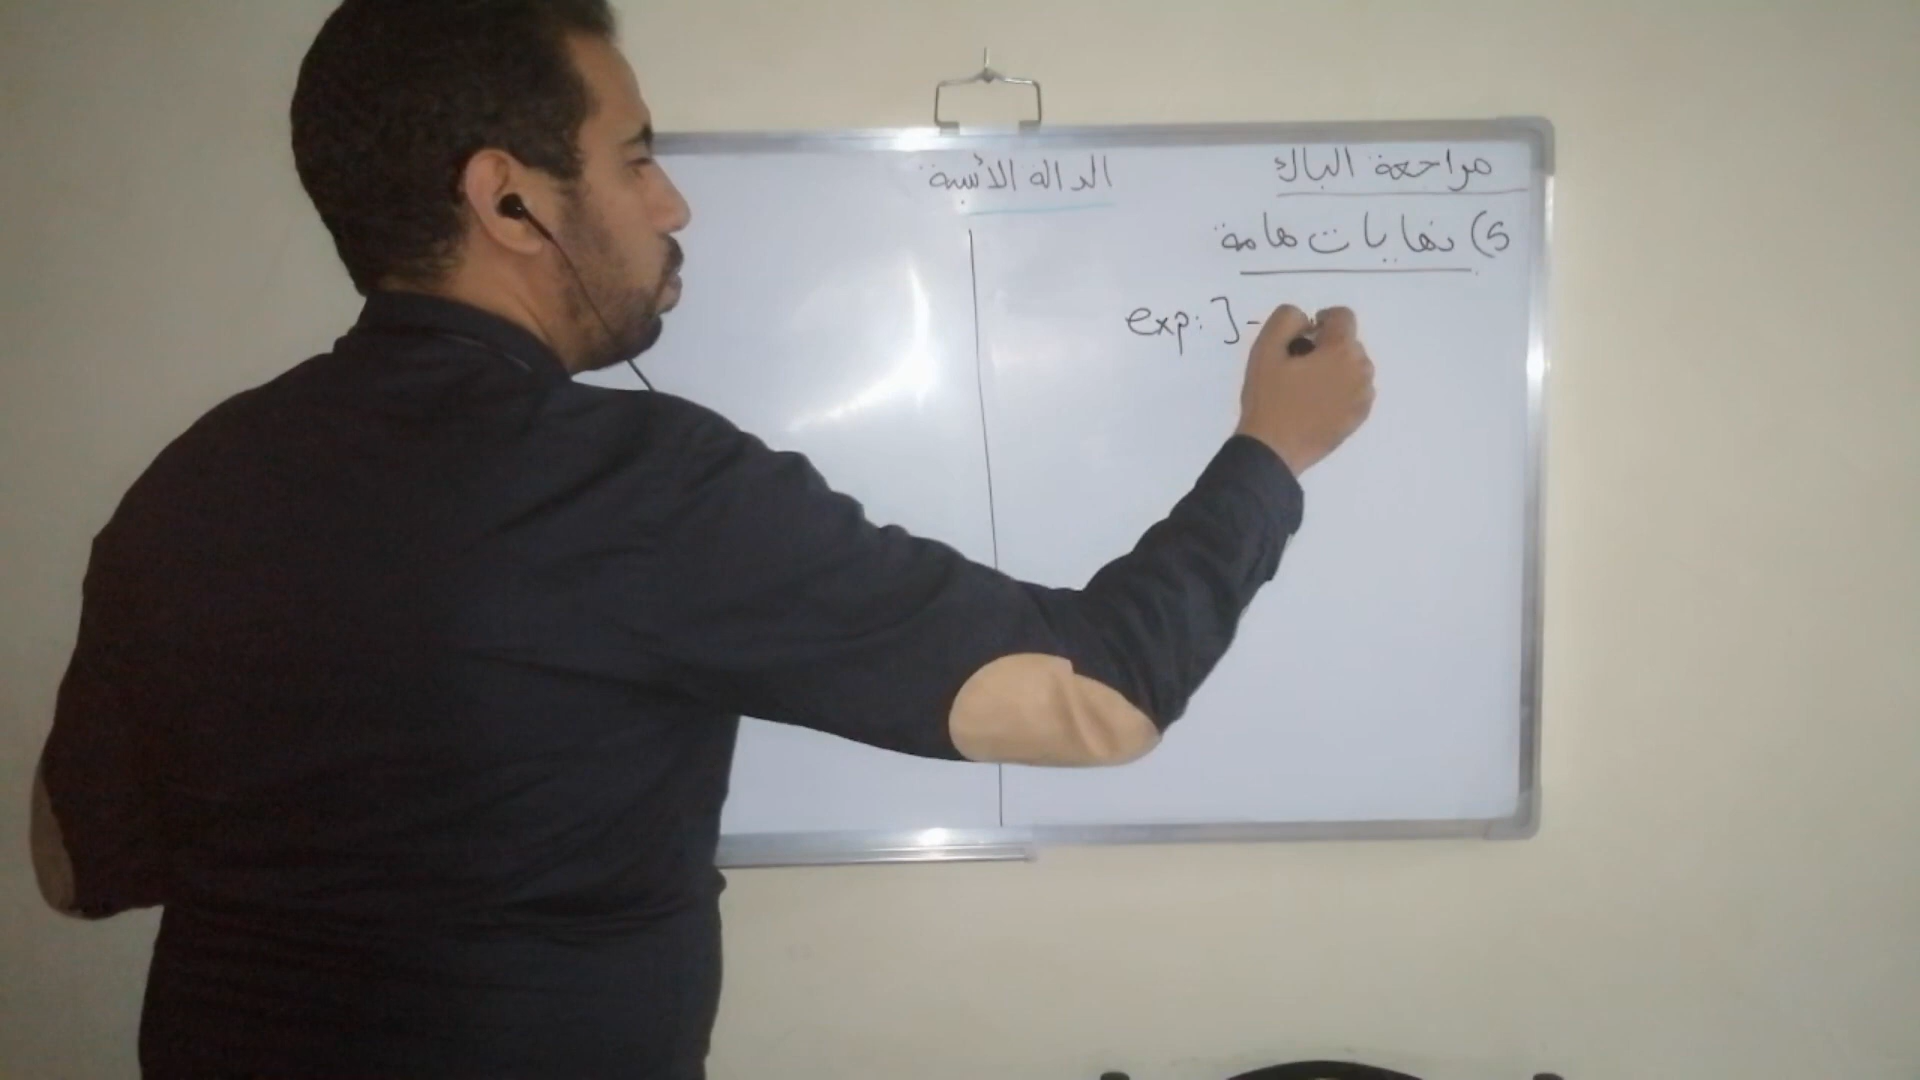 مراجعة الباك
الدالة الأسية
5) نهايات هامة
exp: ]-